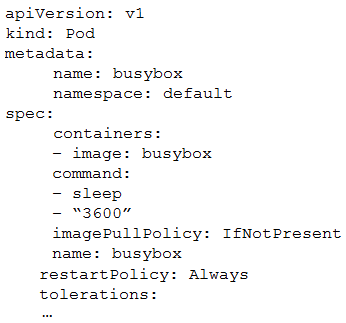 apiVersion: v1
kind: Pod
metadata:
     name: busybox
     namespace: default
spec:
     containers:
     – image: busybox
     command:
     – sleep
     – “3600”
     imagePullPolicy: IfNotPresent
     name: busybox
    restartPolicy: Always
    tolerations:
    …